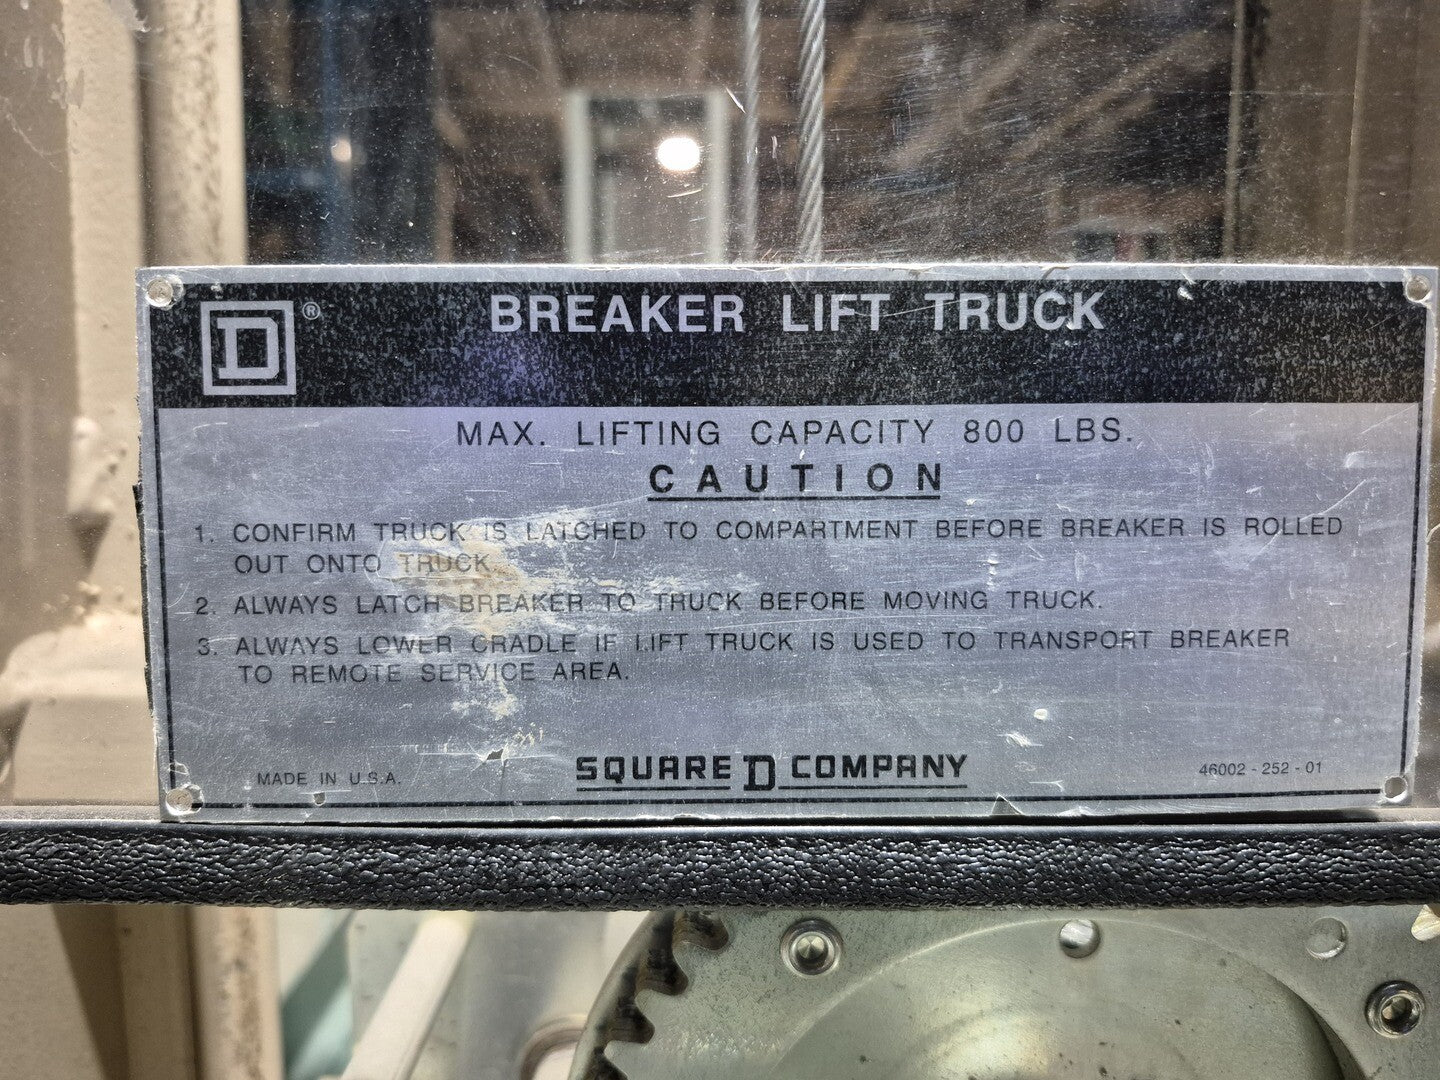 D ®
BREAKER LIFT TRUCK
MAX. LIFTING CAPACITY 800 LBS.
CAUTION
1. CONFIRM TRUCK IS LATCHED TO COMPARTMENT BEFORE BREAKER IS ROLLED
OUT ONTO TRUCK.
2. ALWAYS LATCH BREAKER TO TRUCK BEFORE MOVING TRUCK.
3. ALWAYS LOWER CRADLE IF LIFT TRUCK IS USED TO TRANSPORT BREAKER
TO REMOTE SERVICE AREA.
MADE IN U.S.A.
SQUARE D COMPANY
46002 - 252 - 01